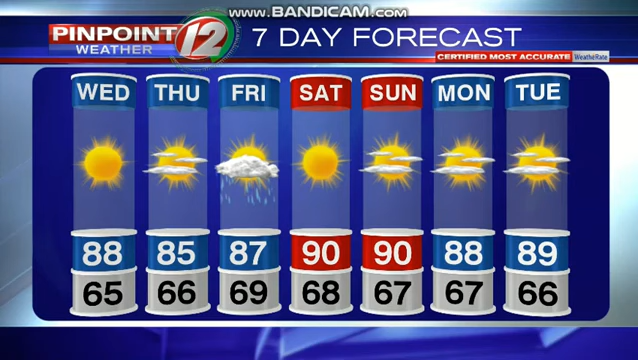 www.BANDICAM.com
PINPOINT 12
WEATHER
7 DAY FORECAST
CERTIFIED MOST ACCURATE WeatheRate
WED THU FRI SAT SUN MON TUE
88 85 87 90 90 88 89
65 66 69 68 67 67 66